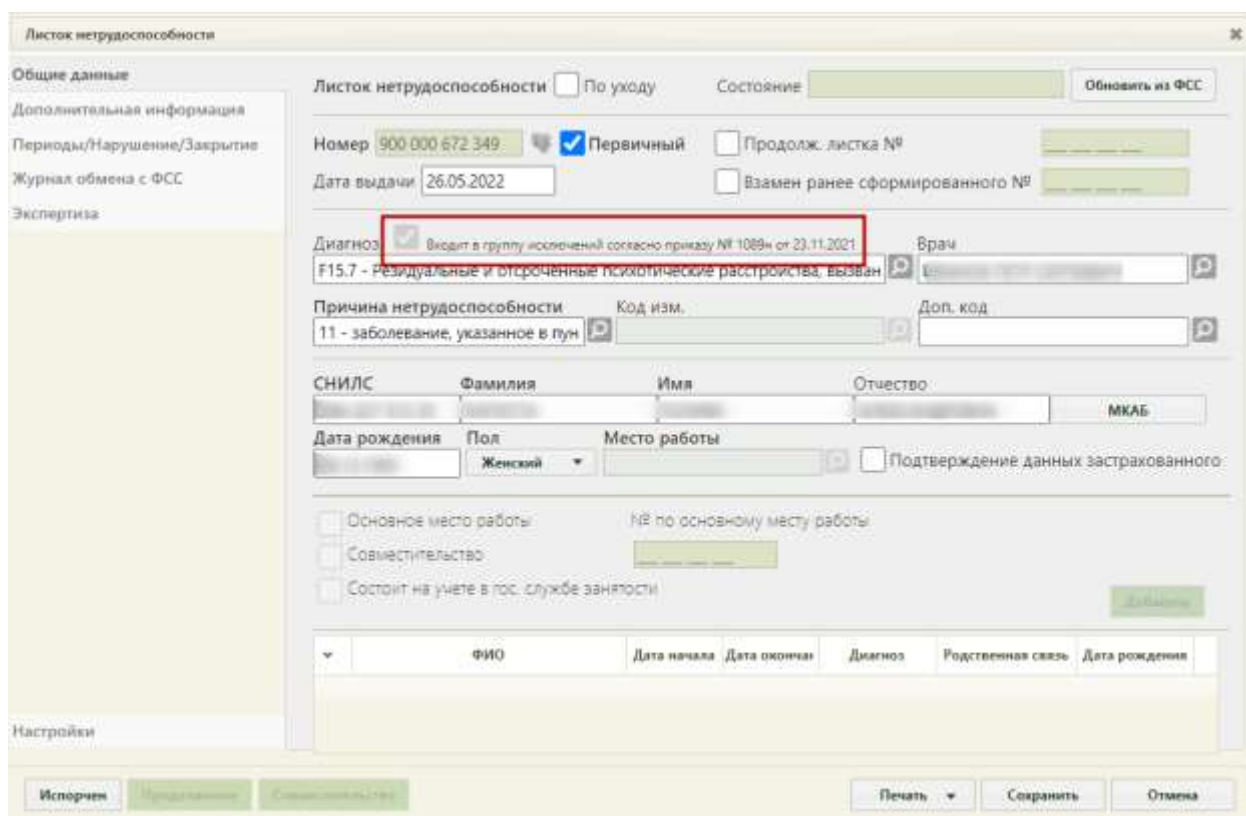 Листок нетрудоспособности
Общие данные
Дополнительная информация
Периоды/Нарушение/Закрытие
Журнал обмена с ФСС
Экспертиза
Настройки
Листок нетрудоспособности По уходу Состояние Обновить из ФСС
Номер 900 000 672 349 Первичный Продолж. листка №
Дата выдачи 26.05.2022 Взамен ранее сформированного №
Диагноз Входит в группу исключений согласно приказу № 1089н от 23.11.2021 Врач
F15.7 - Резидуальные и отсроченные психотические расстройства, вызван
Причина нетрудоспособности Код изм. Доп. код
11 - заболевание, указанное в пун
СНИЛС Фамилия Имя Отчество
МКАБ
Дата рождения Пол Место работы
Женский Подтверждение данных застрахованного
Основное место работы № по основному месту работы
Совместительство
Состоит на учете в гос. службе занятости
Добавить
ФИО Дата начала Дата окончан Диагноз Родственная связь Дата рождения
Испорчен Продолжение Совместительство Печать Сохранить Отмена